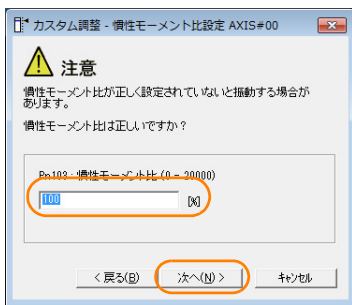 カスタム調整 - 慣性モーメント比設定 AXIS#00
注意
慣性モーメント比が正しく設定されていないと振動する場合が
あります。
慣性モーメント比は正しいですか？
Pn103 : 慣性モーメント比 (0 - 20000)
100
[%]
< 戻る(B)
次へ(N) >
キャンセル